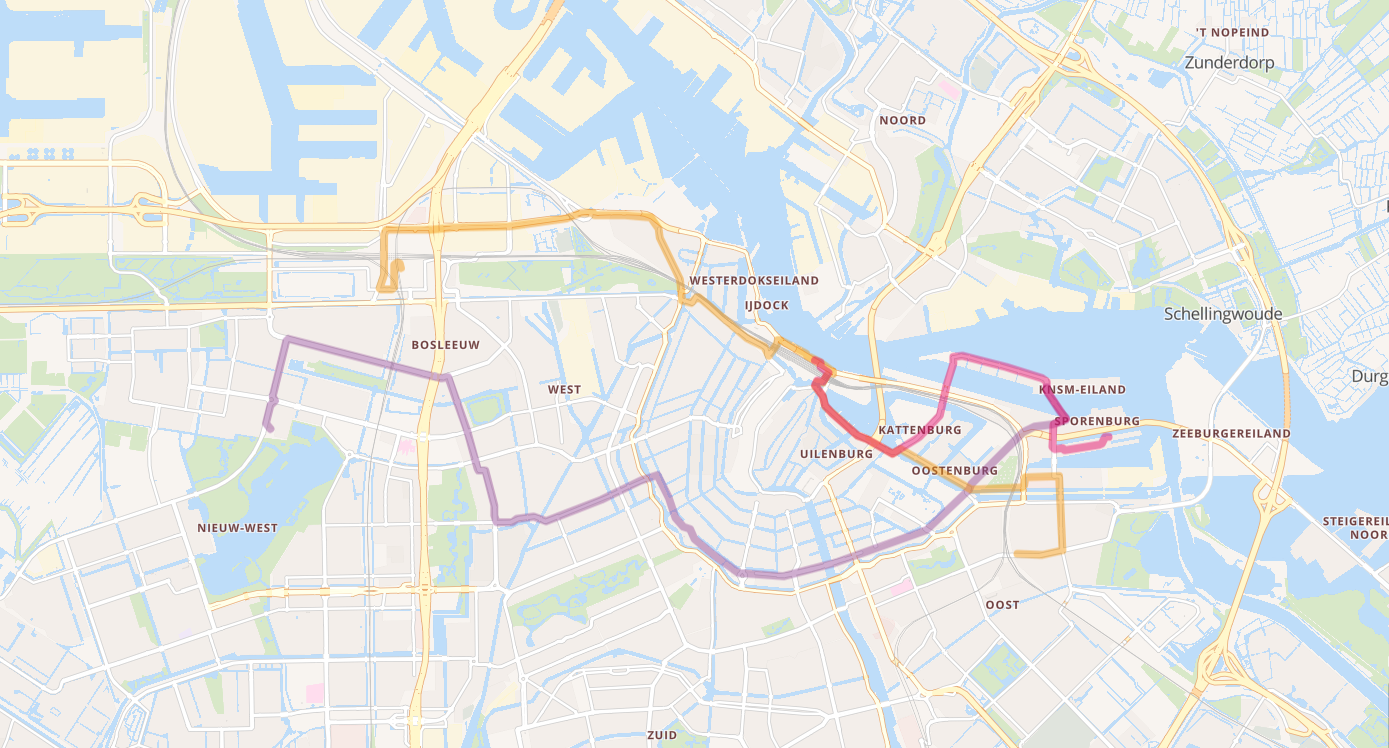 'T NOPEIND
Zunderdorp
NOORD
WESTERDOKSEILAND
IJDOCK
Schellingwoude
BOSLEEUW
WEST
Durg
KNSM-EILAND
SPORENBURG
KATTENBURG
ZEEBURGEREILAND
UILENBURG
OOSTENBURG
NIEUW-WEST
STEIGEREIL
NOOR
OOST
ZUID